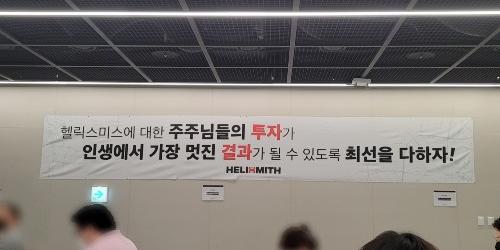 헬릭스미스에 대한 주주님들의 투자가
인생에서 가장 멋진 결과가 될 수 있도록 최선을 다하자!
HELIXMITH